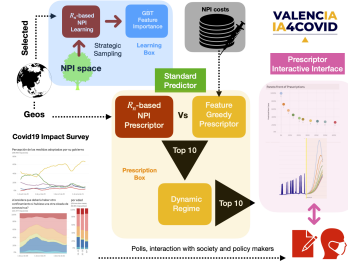 Selected
R_n-based
NPI
Learning
GBT
Feature
Importance
Strategic
Sampling
Learning
Box
NPI space
Geos
NPI costs
VALENCIA
IA4COVID
Prescriptor
Interactive Interface
Standard
Predictor
R_n-based
NPI
Prescriptor
Vs
Feature
Greedy
Prescriptor
Top 10
Prescription
Box
Dynamic
Regime
Top 10
Covid19 Impact Survey
Polls, interaction with society and policy makers